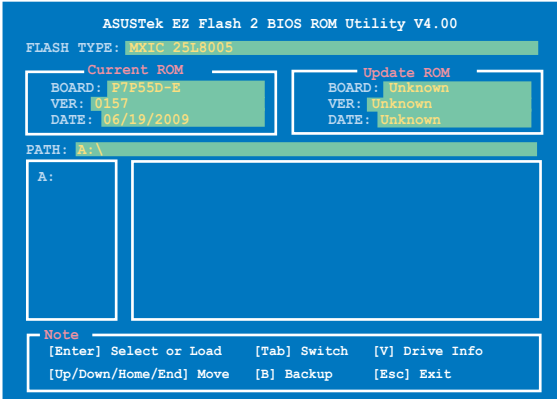 ASUSTek EZ Flash 2 BIOS ROM Utility V4.00
FLASH TYPE: MXIC 25L8005
Current ROM
BOARD: P7P55D-E
VER: 0157
DATE: 06/19/2009
Update ROM
BOARD: Unknown
VER: Unknown
DATE: Unknown
PATH: A:\
A:
Note
[Enter] Select or Load [Tab] Switch [V] Drive Info
[Up/Down/Home/End] Move [B] Backup [Esc] Exit